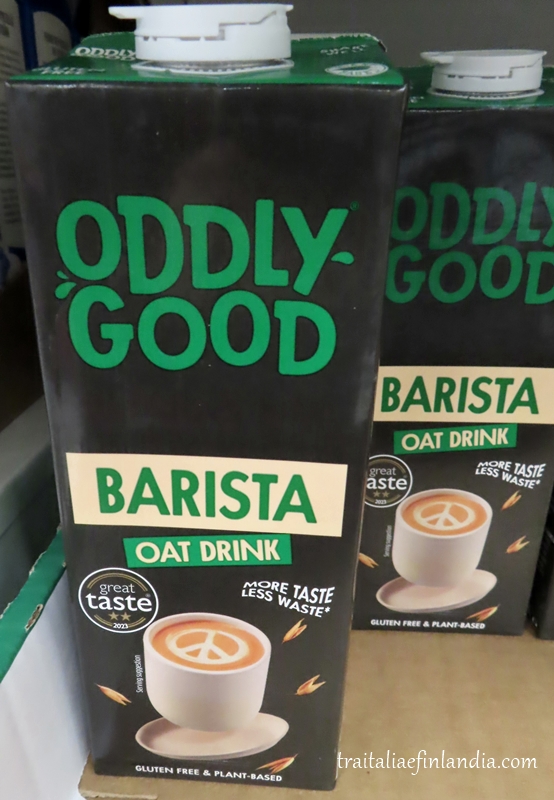 ODDLY
GOOD
BARISTA
OAT DRINK
great
taste
2023
MORE TASTE
LESS WASTE*
Serving suggestion
GLUTEN FREE & PLANT-BASED
ODDLY
GOOD
BARISTA
OAT DRINK
great
taste
2023
MORE TASTE
LESS WASTE*
Serving suggestion
GLUTEN FREE & PLANT-BASED
traitaliaefinlandia.com